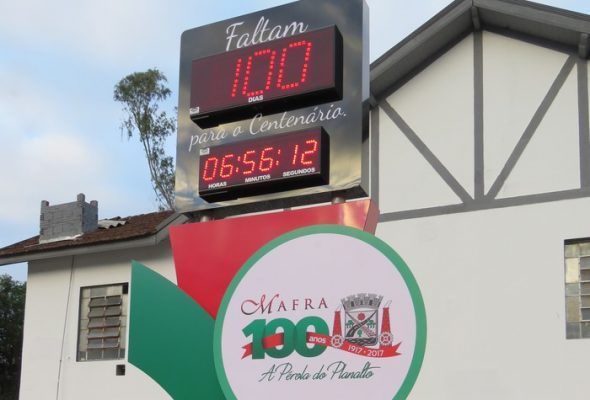 Faltam
100
DIAS
para o Centenário.
06:56:12
HORAS MINUTOS SEGUNDOS
MAFRA
100 anos
1917 • 2017
A Pérola do Planalto